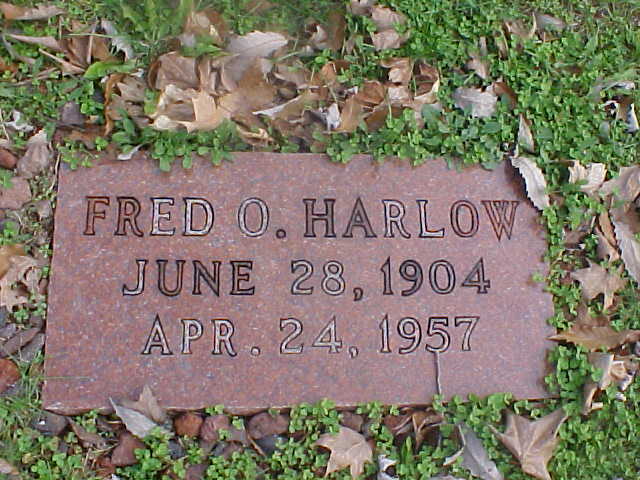 FRED O. HARLOW
JUNE 28, 1904
APR. 24, 1957